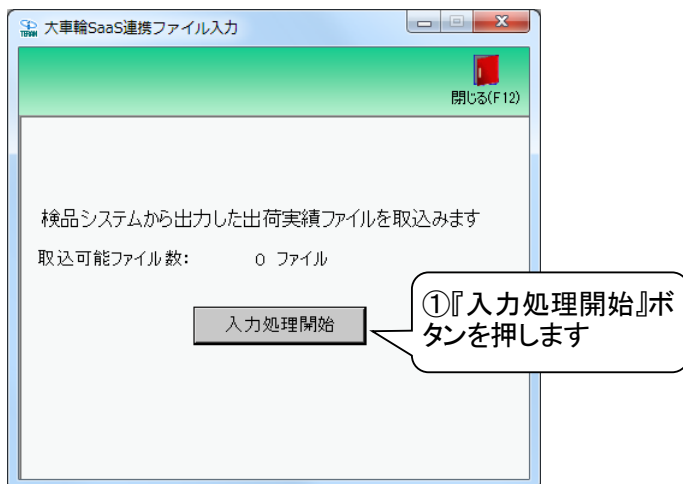 大車輪SaaS連携ファイル入力
閉じる(F12)
検品システムから出力した出荷実績ファイルを取込みます
取込可能ファイル数: 0 ファイル
入力処理開始
①『入力処理開始』ボ
タンを押します